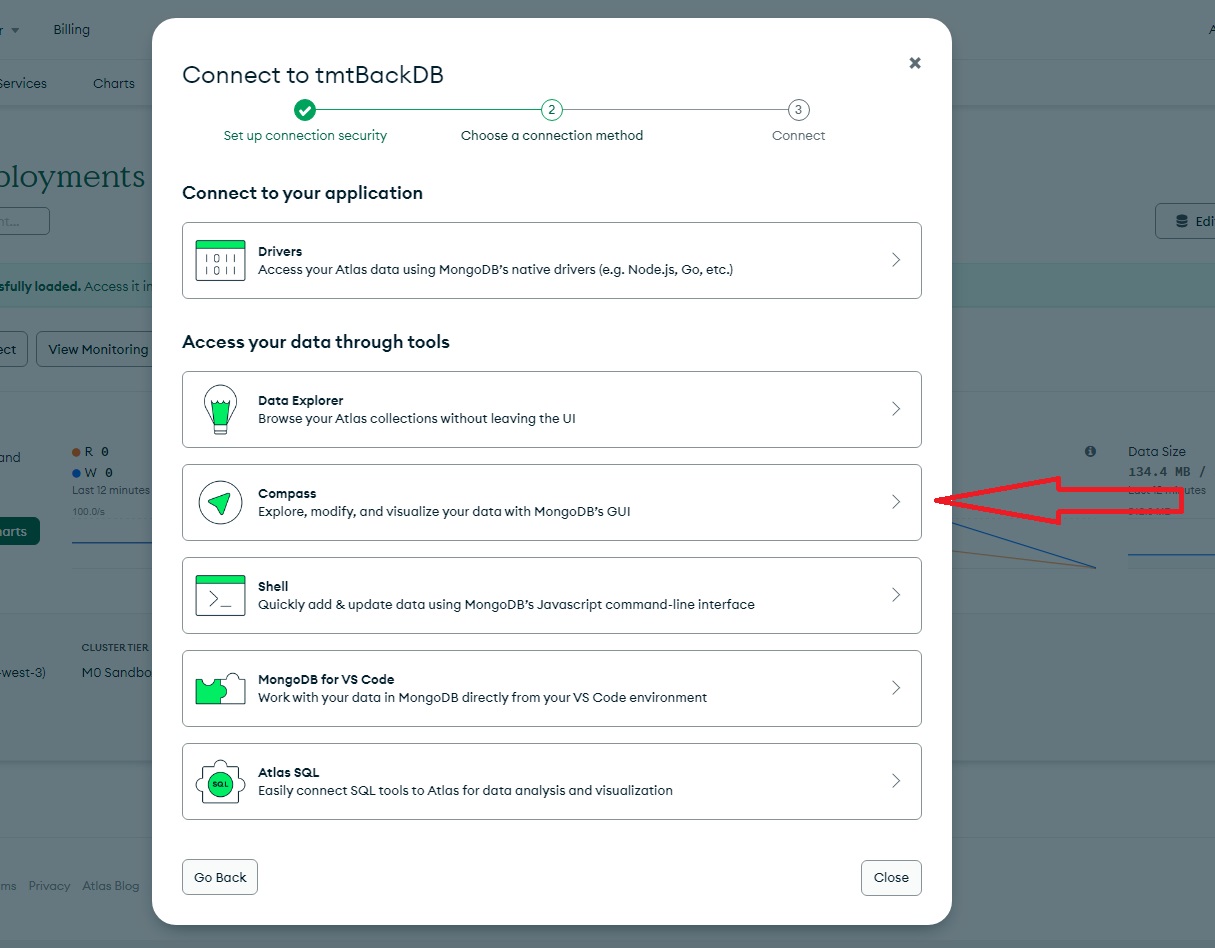 Billing
Services
Charts
ployments
sfully loaded. Access it in
ect
View Monitoring
and
R 0
W 0
Last 12 minutes
100.0/s
arts
-west-3)
CLUSTER TIER
M0 Sandbo
ms
Privacy
Atlas Blog
Connect to tmtBackDB
2
3
Set up connection security
Choose a connection method
Connect
Connect to your application
Drivers
Access your Atlas data using MongoDB’s native drivers (e.g. Node.js, Go, etc.)
Access your data through tools
Data Explorer
Browse your Atlas collections without leaving the UI
Compass
Explore, modify, and visualize your data with MongoDB’s GUI
Shell
Quickly add & update data using MongoDB’s Javascript command-line interface
MongoDB for VS Code
Work with your data in MongoDB directly from your VS Code environment
SQL
Atlas SQL
Easily connect SQL tools to Atlas for data analysis and visualization
Go Back
Close
Edi
Data Size
134.4 MB /
Last 12 minutes